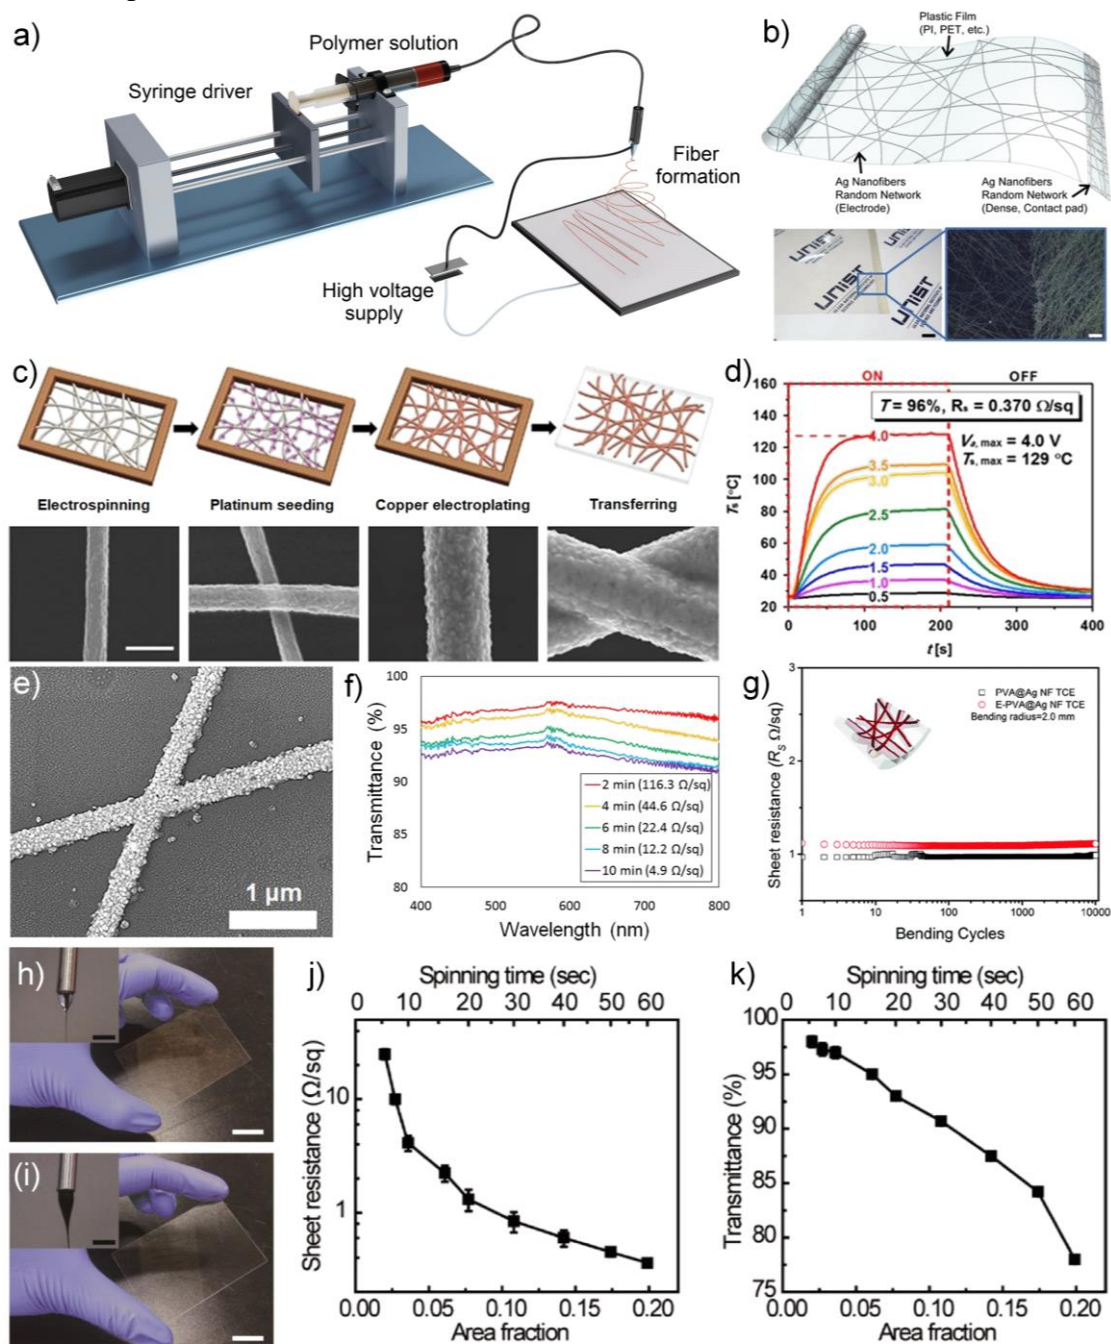 a)
Polymer solution
Syringe driver
Fiber
formation
High voltage
supply
b)
Plastic Film
(PI, PET, etc.)
Ag Nanofibers
Random Network
(Electrode)
Ag Nanofibers
Random Network
(Dense, Contact pad)
UNIST
UNIST
UNIST
c)
Electrospinning
Platinum seeding
Copper electroplating
Transferring
d)
ON
OFF
T = 96%, Rs = 0.370 Ω/sq
Va, max = 4.0 V
Ts, max = 129 °C
4.0
3.5
3.0
2.5
2.0
1.5
1.0
0.5
160
140
120
100
80
60
40
20
Ts [°C]
0
100
200
300
400
t [s]
e)
1 µm
f)
100
95
90
85
80
Transmittance (%)
2 min (116.3 Ω/sq)
4 min (44.6 Ω/sq)
6 min (22.4 Ω/sq)
8 min (12.2 Ω/sq)
10 min (4.9 Ω/sq)
400
500
600
700
800
Wavelength (nm)
g)
3
2
1
Sheet resistance (RS Ω/sq)
PVA@Ag NF TCE
E-PVA@Ag NF TCE
Bending radius=2.0 mm
1
10
100
1000
10000
Bending Cycles
h)
(i)
j)
Spinning time (sec)
0 10 20 30 40 50 60
Sheet resistance (Ω/sq)
10
1
0.00 0.05 0.10 0.15 0.20
Area fraction
k)
Spinning time (sec)
0 10 20 30 40 50 60
Transmittance (%)
100
95
90
85
80
75
0.00 0.05 0.10 0.15 0.20
Area fraction